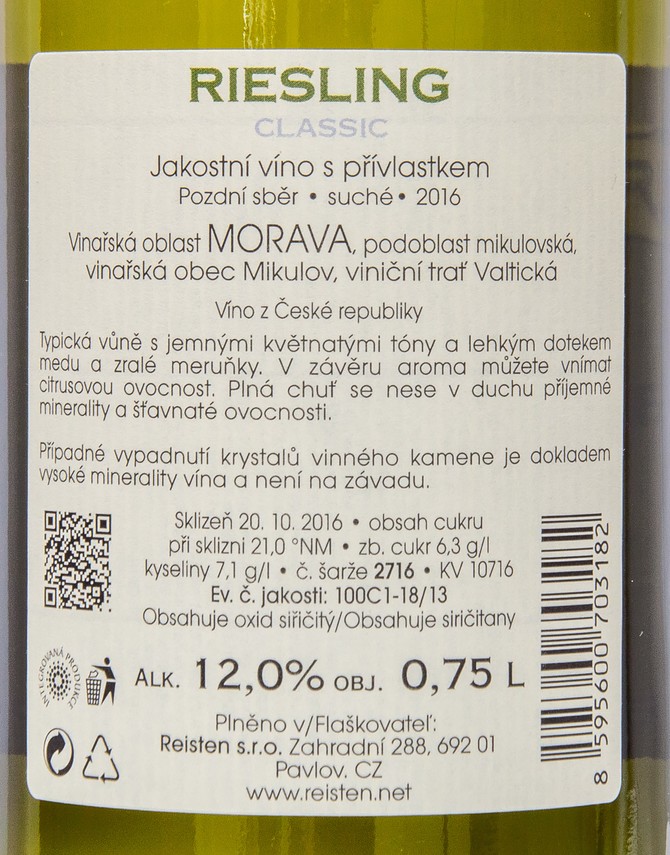 RIESLING
CLASSIC
Jakostní víno s přívlastkem
Pozdní sběr • suché • 2016
Vinařská oblast MORAVA, podoblast mikulovská,
vinařská obec Mikulov, viniční trať Valtická
Víno z České republiky
Typická vůně s jemnými květnatými tóny a lehkým dotekem
medu a zralé meruňky. V závěru aroma můžete vnímat
citrusovou ovocnost. Plná chuť se nese v duchu příjemné
minerality a šťavnaté ovocnosti.
Případné vypadnutí krystalů vinného kamene je dokladem
vysoké minerality vína a není na závadu.
Sklizeň 20. 10. 2016 • obsah cukru
při sklizni 21,0 °NM • zb. cukr 6,3 g/l
kyseliny 7,1 g/l • č. šarže 2716 • KV 10716
Ev. č. jakosti: 100C1-18/13
Obsahuje oxid siřičitý/Obsahuje siričitany
INTEGROVANÁ PRODUKCE
ALK. 12,0% OBJ. 0,75 L
Plněno v/Flaškovateľ:
Reisten s.r.o. Zahradní 288, 692 01
Pavlov. CZ
www.reisten.net
8 595600 703182